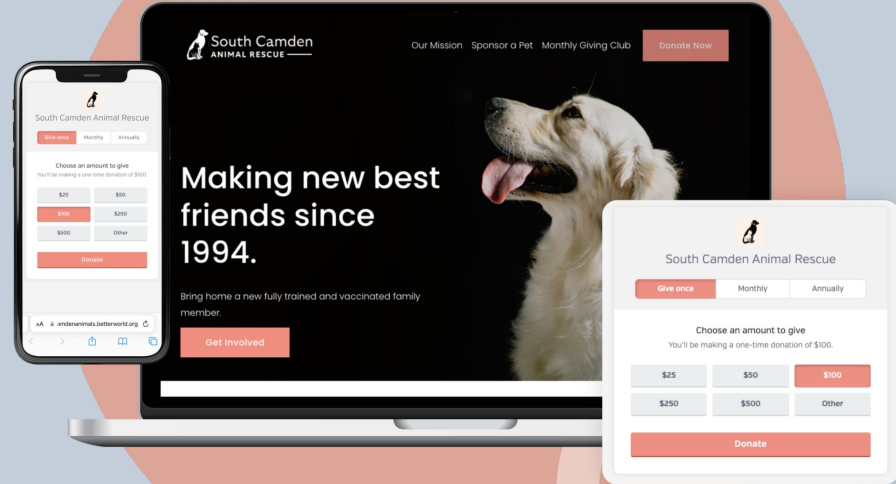 South Camden
ANIMAL RESCUE
Our Mission Sponsor a Pet Monthly Giving Club Donate Now
Making new best
friends since
1994.
Bring home a new fully trained and vaccinated family
member.
Get Involved
South Camden Animal Rescue
Give once Monthly Annually
Choose an amount to give
You'll be making a one-time donation of $100.
$25 $50
$100 $250
$500 Other
Donate
AA amdenanimals.betterworld.org
South Camden Animal Rescue
Give once Monthly Annually
Choose an amount to give
You'll be making a one-time donation of $100.
$25 $50 $100
$250 $500 Other
Donate